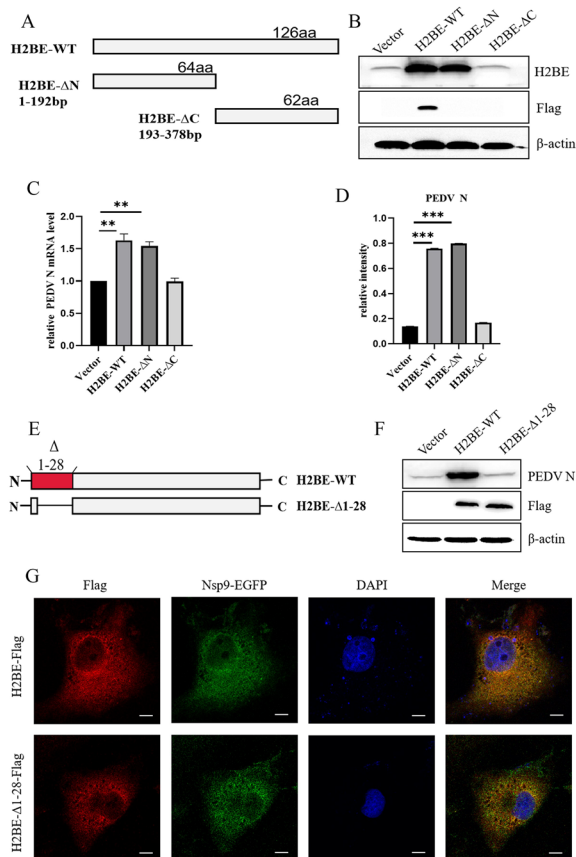 A
126aa
H2BE-WT
64aa
H2BE-ΔN
1-192bp
62aa
H2BE-ΔC
193-378bp
B
Vector
H2BE-WT
H2BE-ΔN
H2BE-ΔC
H2BE
Flag
β-actin
C
relative PEDV N mRNA level
2.0
1.5
1.0
0.5
0.0
**
**
Vector
H2BE-WT
H2BE-ΔN
H2BE-ΔC
D
PEDV N
relative intensity
1.0
0.8
0.6
0.4
0.2
0.0
***
***
Vector
H2BE-WT
H2BE-ΔN
H2BE-ΔC
E
Δ
1-28
N
C
H2BE-WT
N
C
H2BE-Δ1-28
F
Vector
H2BE-WT
H2BE-Δ1-28
PEDV N
Flag
β-actin
G
Flag
Nsp9-EGFP
DAPI
Merge
H2BE-Flag
H2BE-Δ1-28-Flag